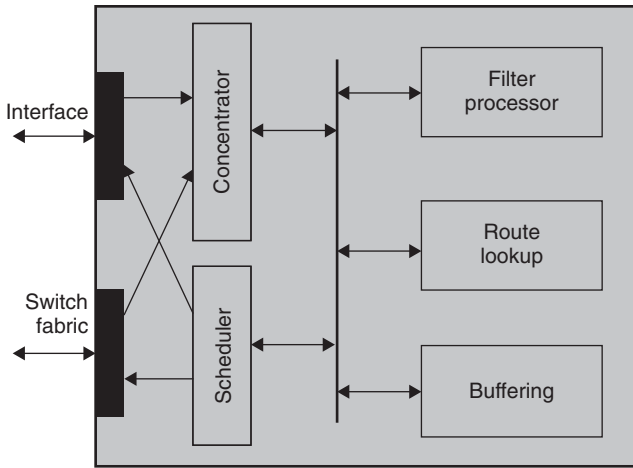 Interface
Switch
fabric
Concentrator
Scheduler
Filter
processor
Route
lookup
Buffering